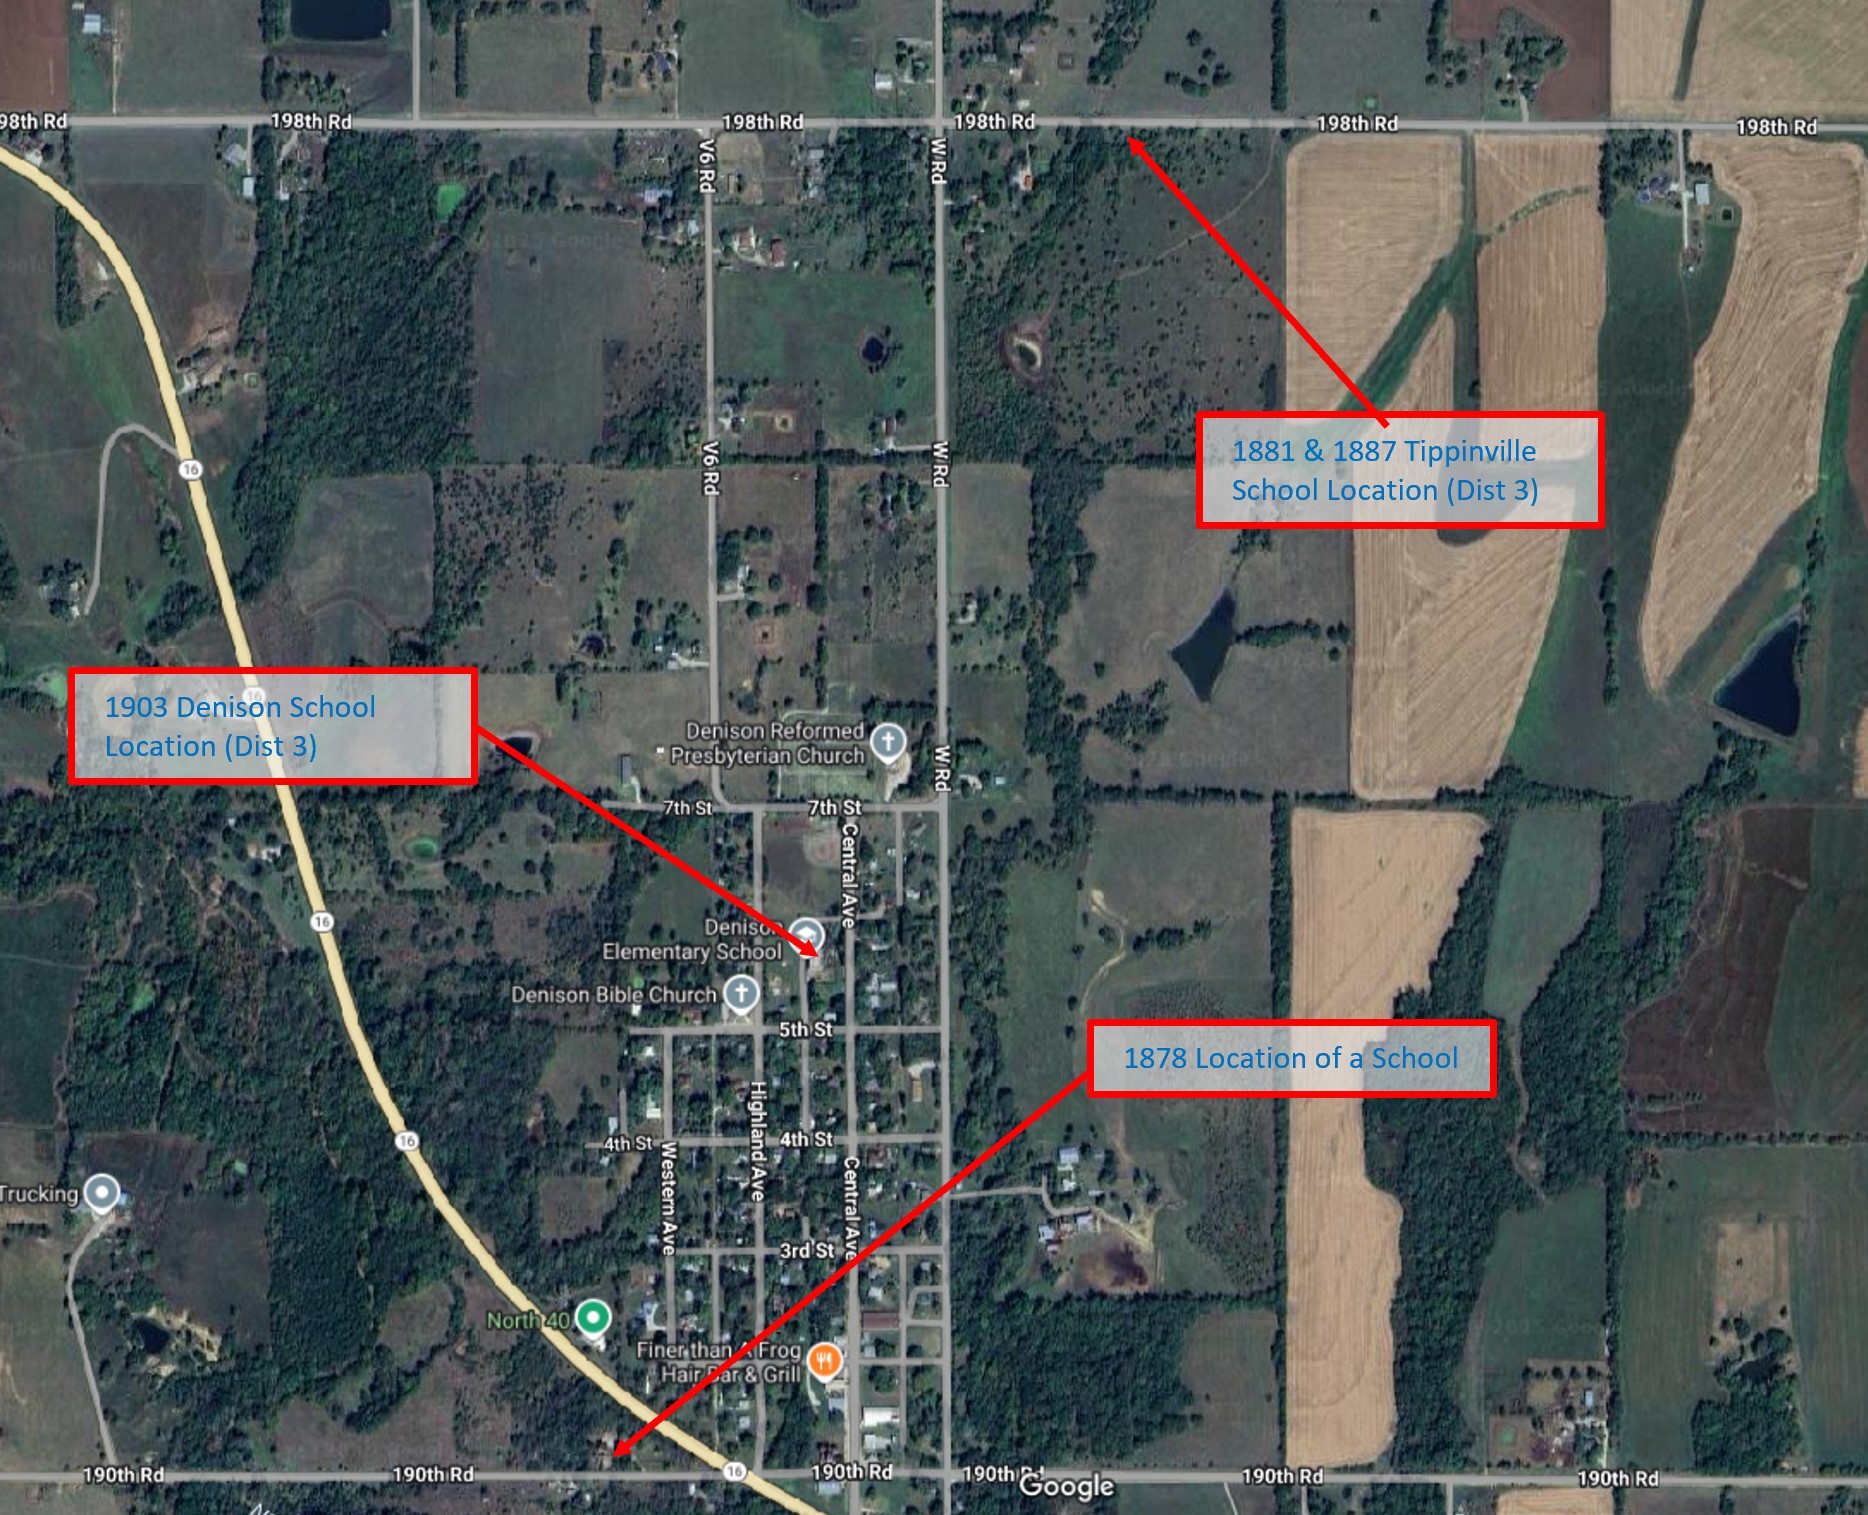 98th Rd
198th Rd
198th Rd
198th Rd
198th Rd
198th Rd
V6 Rd
W Rd
1881 & 1887 Tippinville
School Location (Dist 3)
V6 Rd
W Rd
16
1903 Denison School
Location (Dist 3)
16
Denison Reformed
Presbyterian Church
W Rd
7th St
7th St
Central Ave
16
Denison
Elementary School
Denison Bible Church
5th St
1878 Location of a School
Highland Ave
16
4th St
4th St
Western Ave
Central Ave
Trucking
3rd St
North 40
Finer than A Frog
Hair Bar & Grill
190th Rd
190th Rd
16
190th Rd
190th Rd
Google
190th Rd
190th Rd